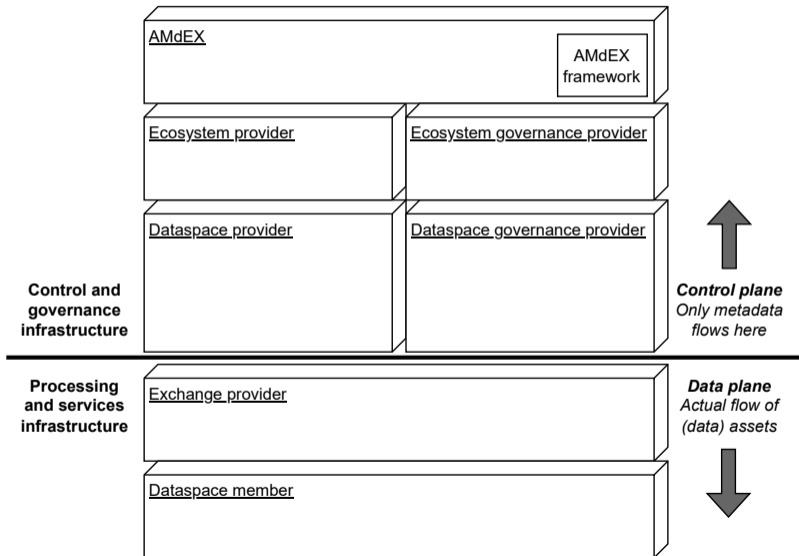 AMdEX
AMdEX
framework
Ecosystem provider
Ecosystem governance provider
Dataspace provider
Dataspace governance provider
Control and
governance
infrastructure
Control plane
Only metadata
flows here
Processing
and services
infrastructure
Exchange provider
Data plane
Actual flow of
(data) assets
Dataspace member